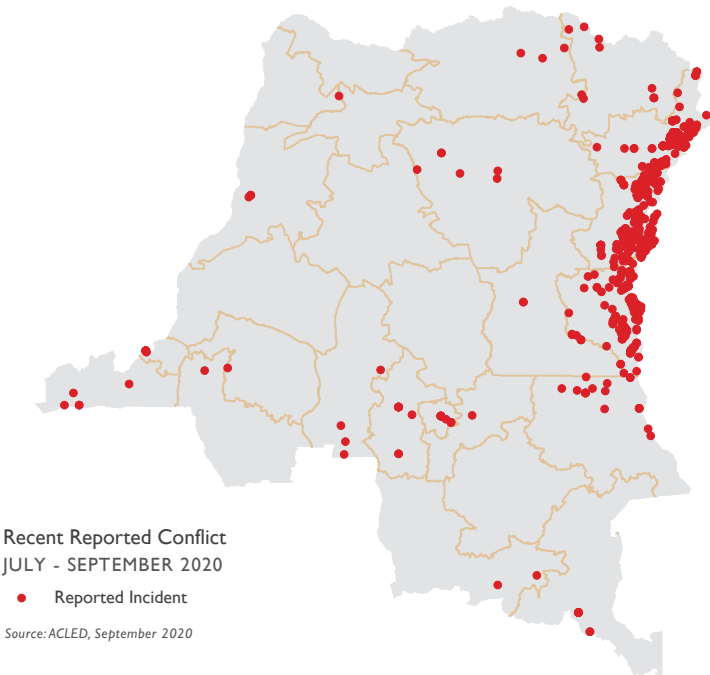 Recent Reported Conflict
JULY - SEPTEMBER 2020
Reported Incident
Source: ACLED, September 2020